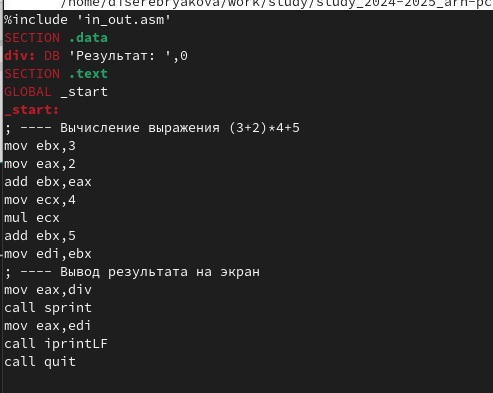 /home/diserebryakova/work/study/study_2024-2025_arh-pc
%include 'in_out.asm'
SECTION .data
div: DB 'Результат: ',0
SECTION .text
GLOBAL _start
_start:
; ---- Вычисление выражения (3+2)*4+5
mov ebx,3
mov eax,2
add ebx,eax
mov ecx,4
mul ecx
add ebx,5
mov edi,ebx
; ---- Вывод результата на экран
mov eax,div
call sprint
mov eax,edi
call iprintLF
call quit